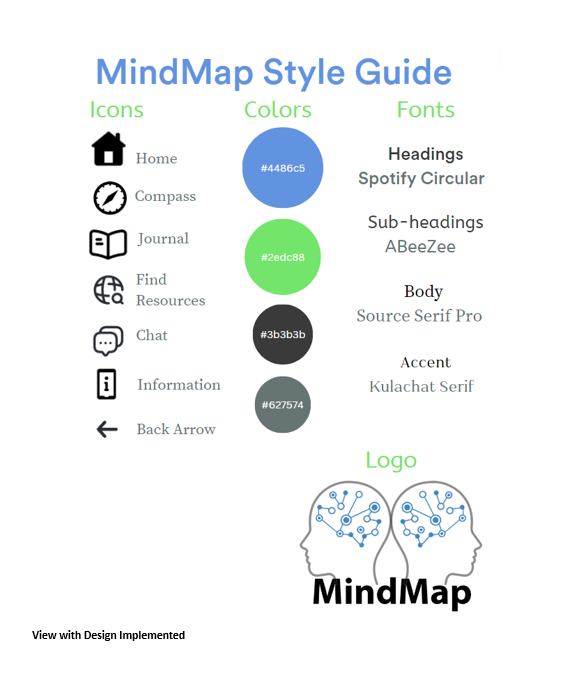 MindMap Style Guide
Icons
Home
Compass
Journal
Find
Resources
Chat
Information
Back Arrow
Colors
#4486c5
#2edc88
#3b3b3b
#627574
Fonts
Headings
Spotify Circular
Sub-headings
ABeeZee
Body
Source Serif Pro
Accent
Kulachat Serif
Logo
MindMap
View with Design Implemented